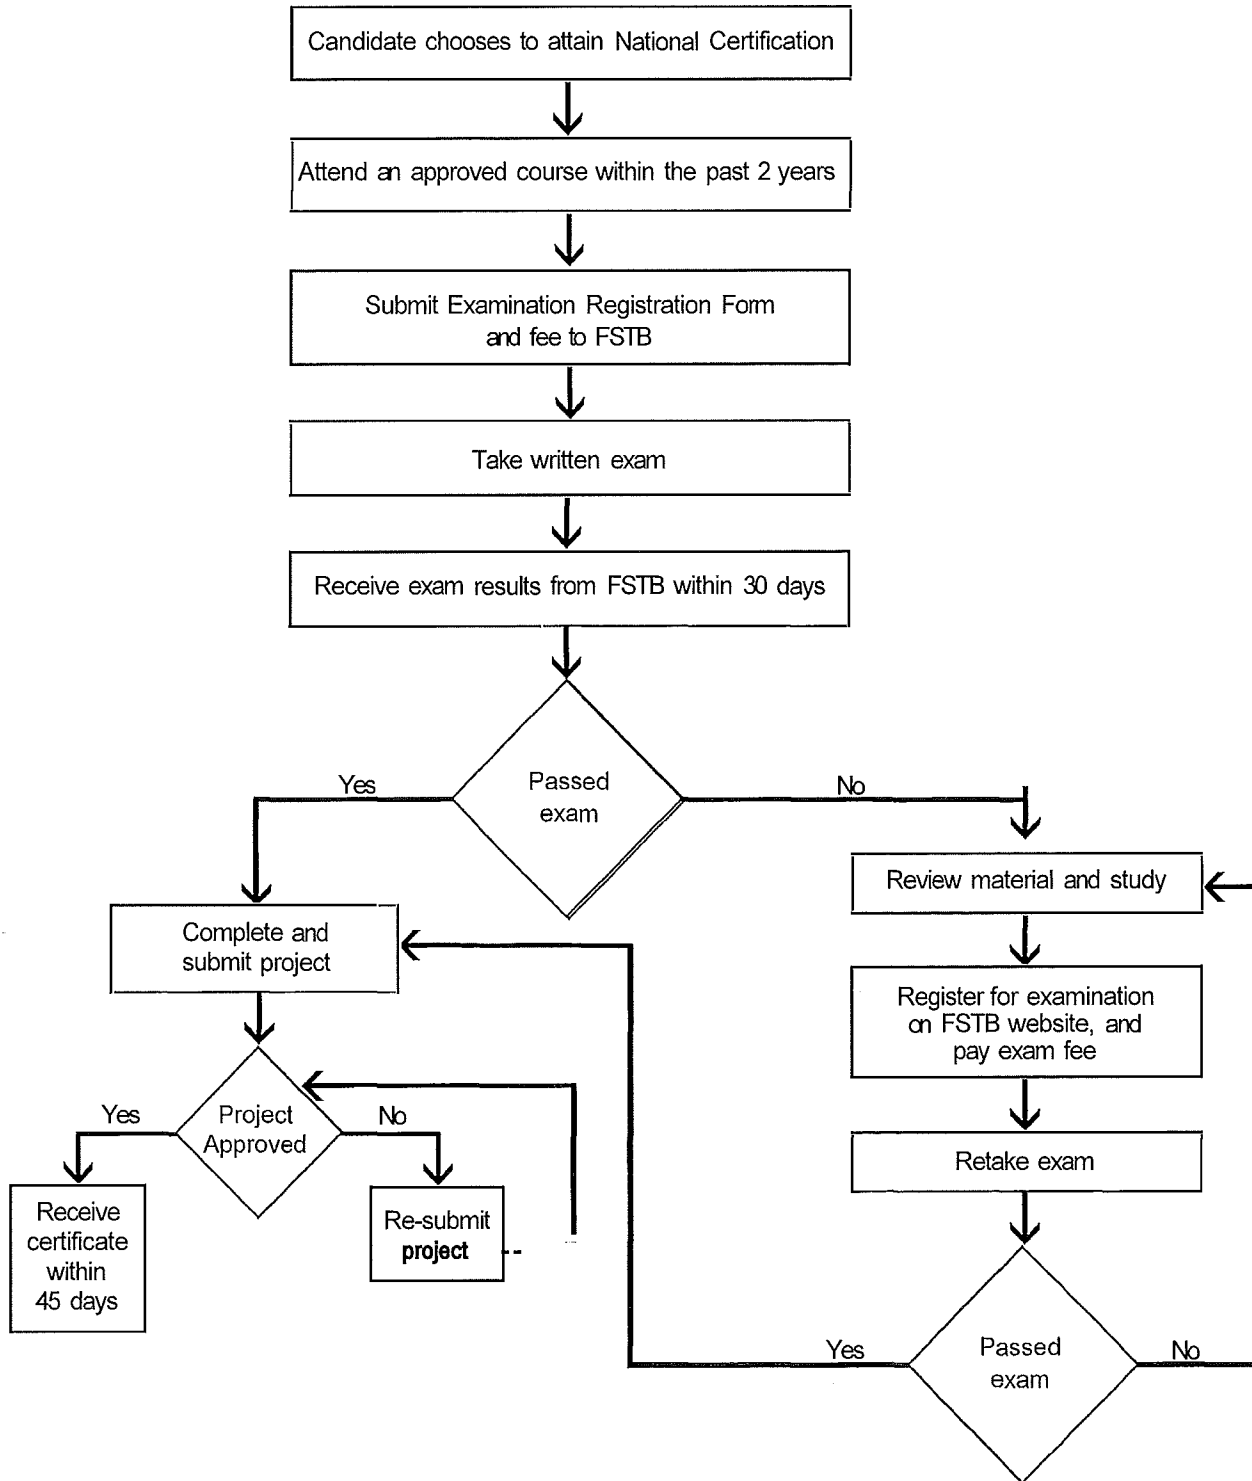 Candidate chooses to attain National Certification
Attend an approved course within the past 2 years
Submit Examination Registration Form
and fee to FSTB
Take written exam
Receive exam results from FSTB within 30 days
Passed
exam
Yes
No
Review material and study
Complete and
submit project
Register for examination
on FSTB website, and
pay exam fee
Project
Approved
Yes
No
Retake exam
Receive
certificate
within
45 days
Re-submit
project
Passed
exam
Yes
No